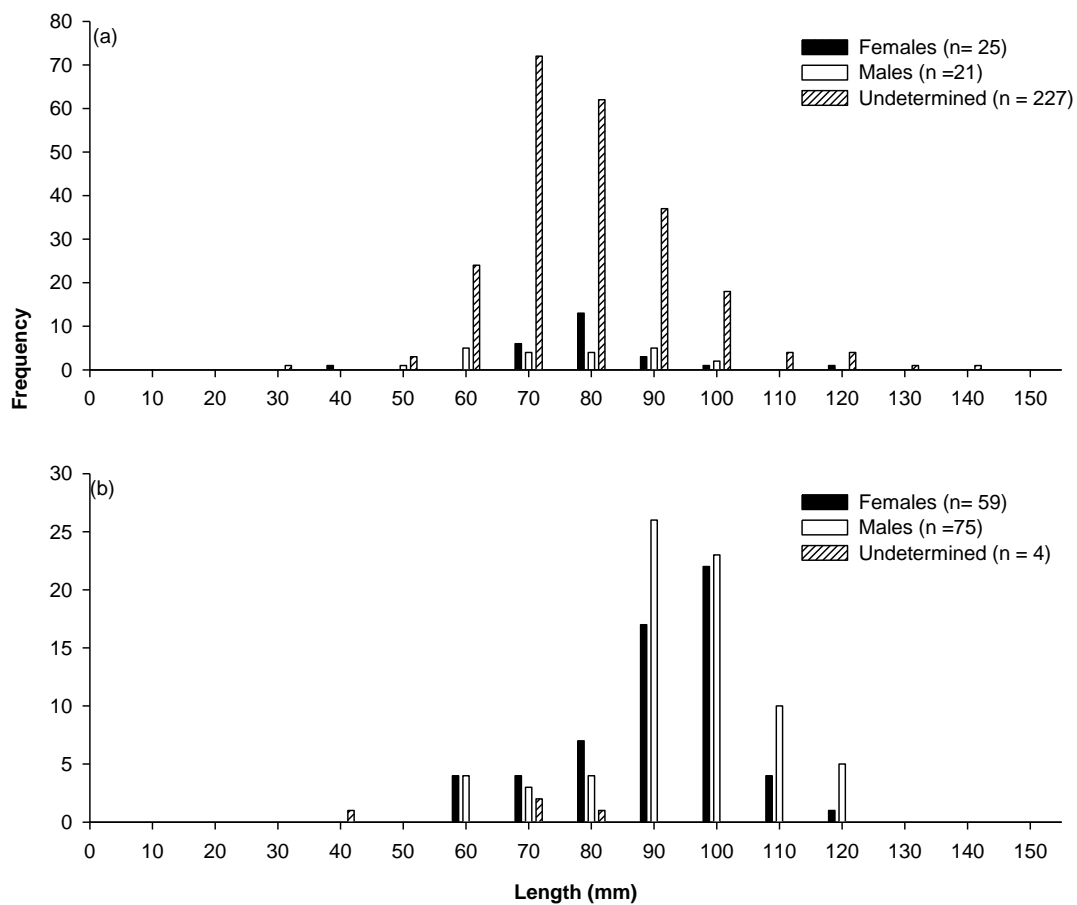 (a)
Females (n= 25)
Males (n =21)
Undetermined (n = 227)
80
70
60
50
40
30
20
10
0
0 10 20 30 40 50 60 70 80 90 100 110 120 130 140 150
Frequency
(b)
Females (n= 59)
Males (n =75)
Undetermined (n = 4)
30
25
20
15
10
5
0
0 10 20 30 40 50 60 70 80 90 100 110 120 130 140 150
Length (mm)